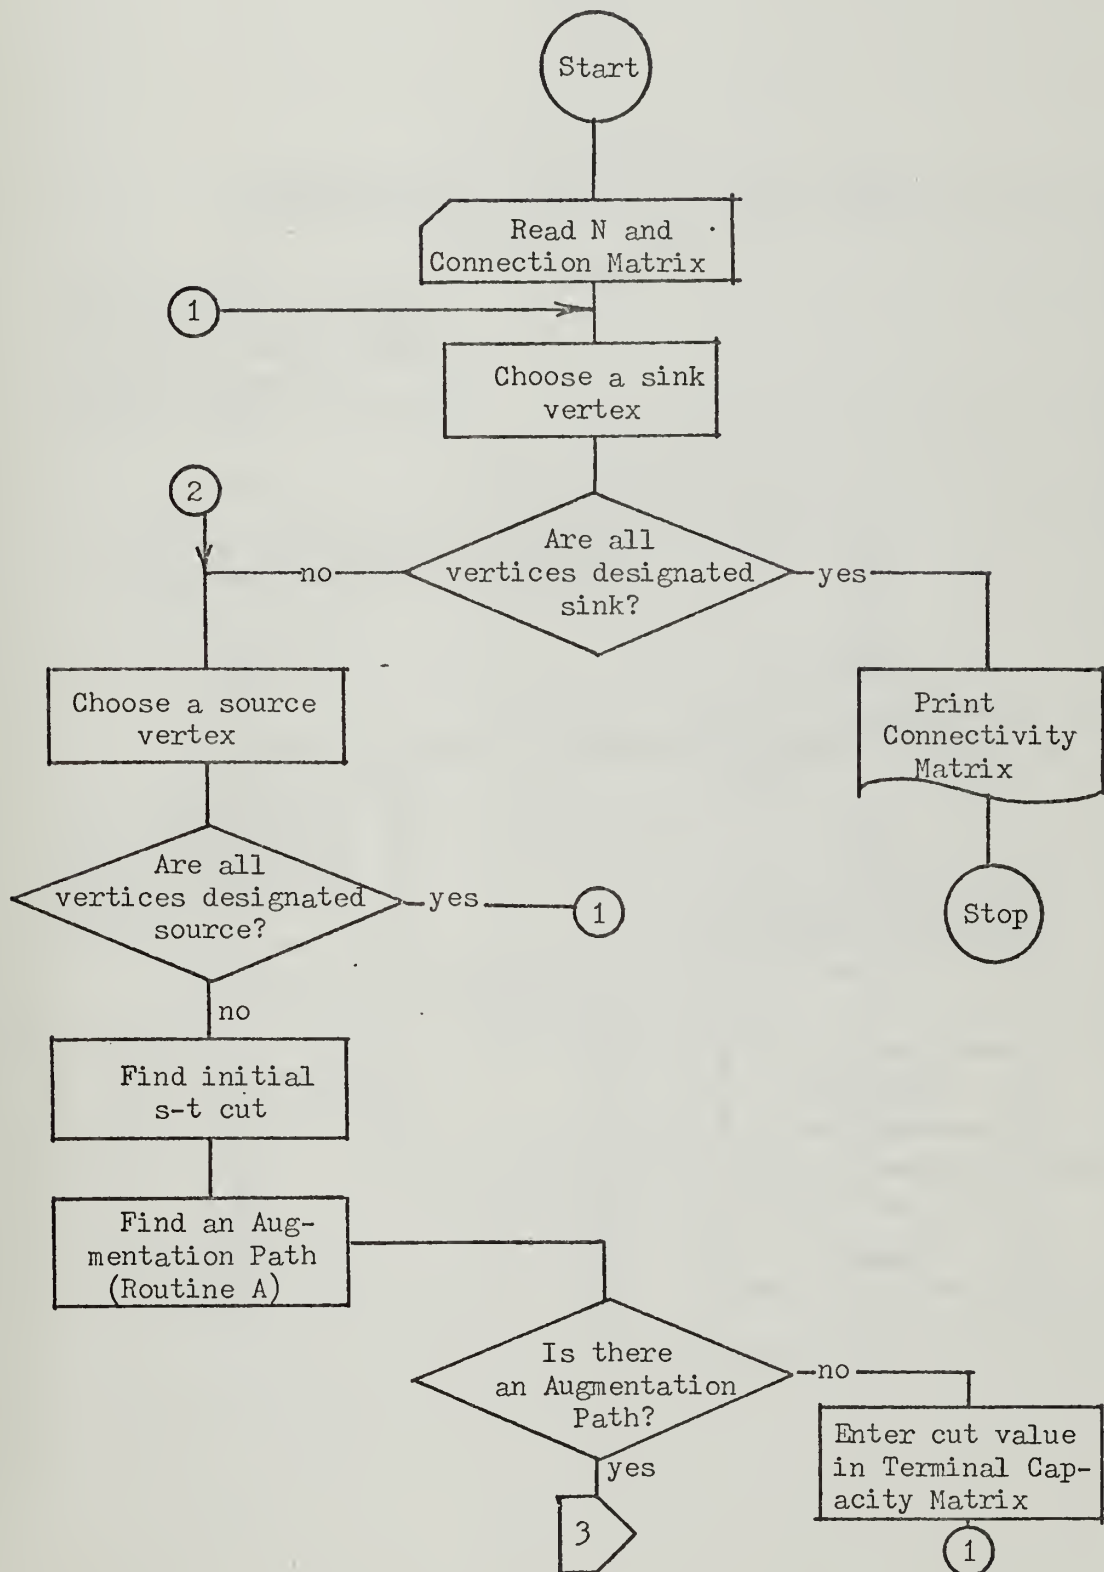 Start
Read N and
Connection Matrix
1
Choose a sink
vertex
2
Are all
vertices designated
sink?
no
yes
Choose a source
vertex
Print
Connectivity
Matrix
Are all
vertices designated
source?
yes
1
Stop
no
Find initial
s-t cut
Find an Aug-
mentation Path
(Routine A)
Is there
an Augmentation
Path?
no
yes
Enter cut value
in Terminal Cap-
acity Matrix
3
1